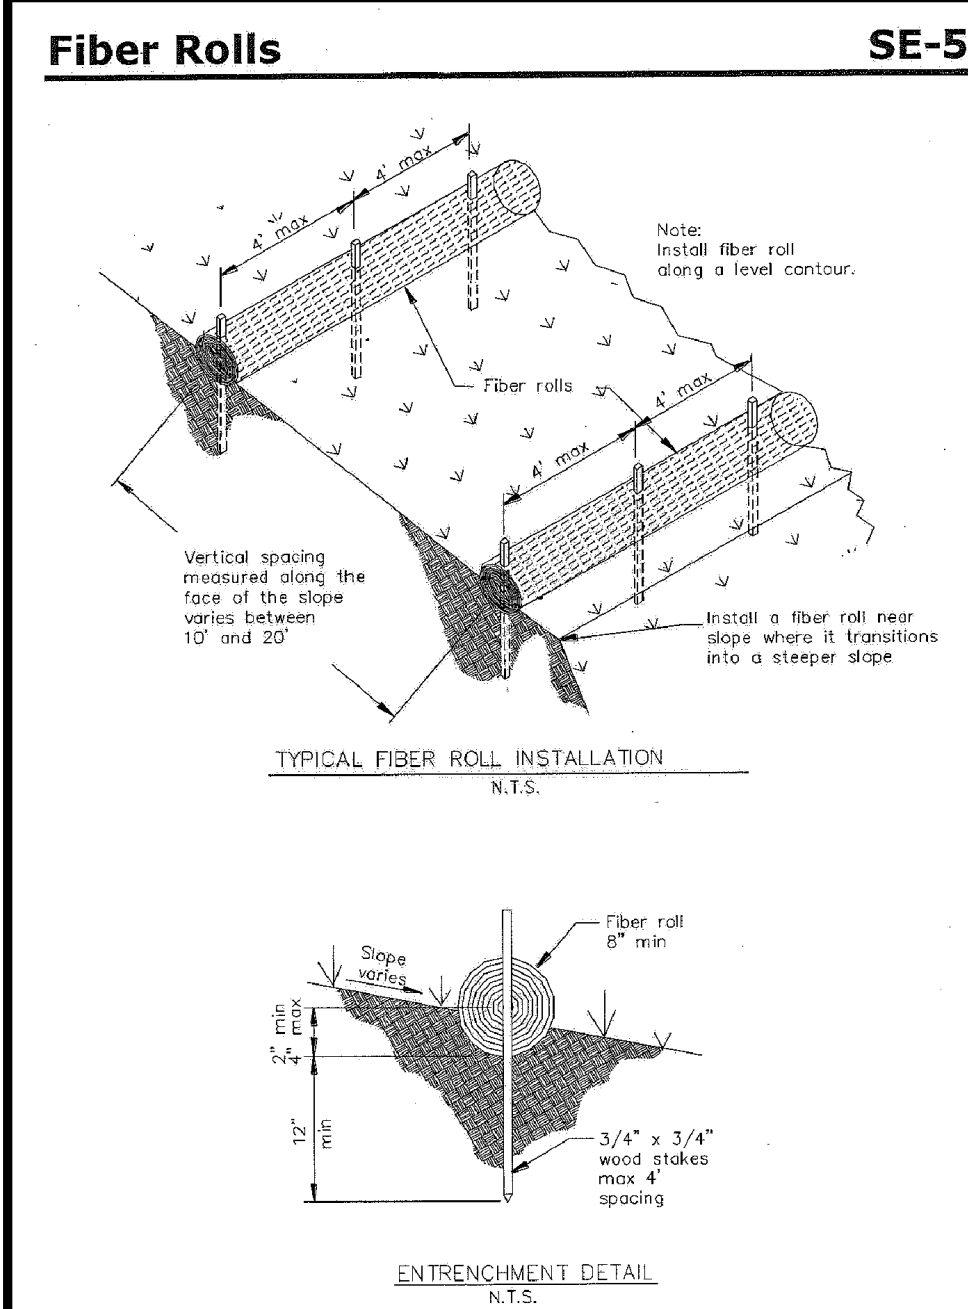 Fiber Rolls
SE-5
4' max
4' max
Note:
Install fiber roll
along a level contour.
Fiber rolls
4' max
4' max
Vertical spacing
measured along the
face of the slope
varies between
10' and 20'
Install a fiber roll near
slope where it transitions
into a steeper slope
TYPICAL FIBER ROLL INSTALLATION
N.T.S.
Fiber roll
8" min
Slope
varies
2" min
4" max
12"
min
3/4" x 3/4"
wood stakes
max 4'
spacing
ENTRENCHMENT DETAIL
N.T.S.